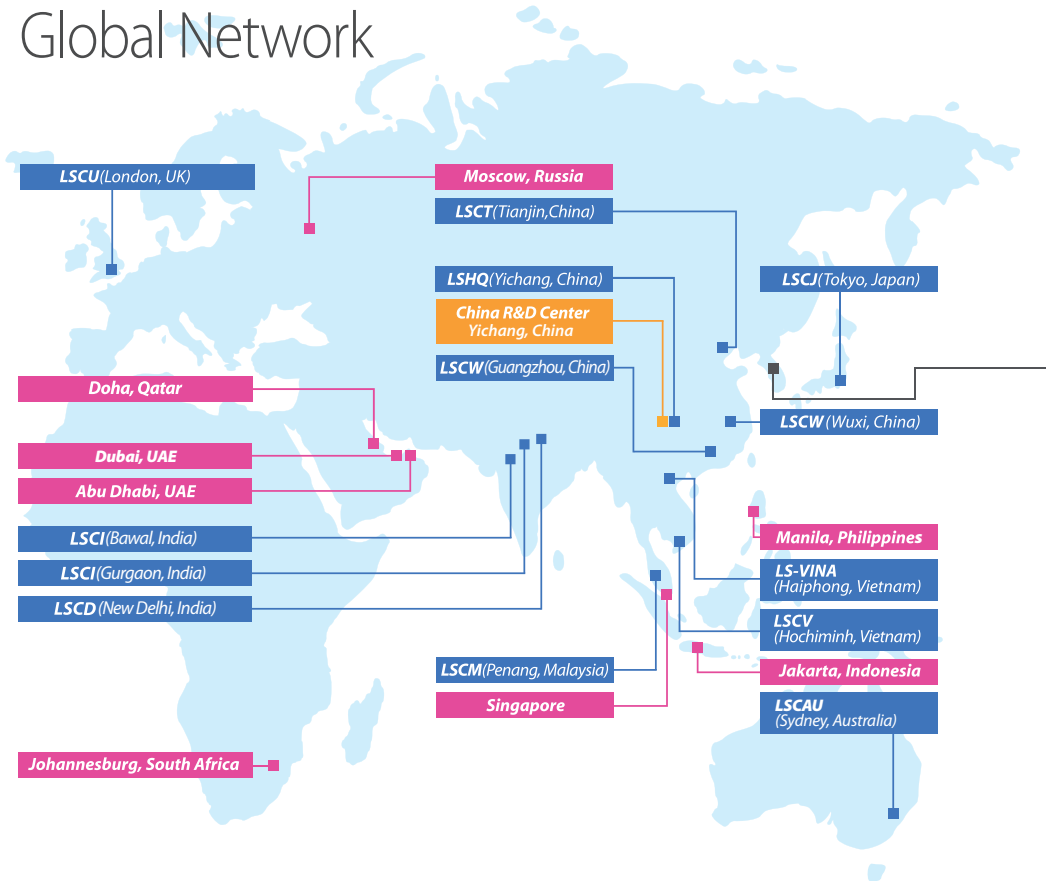 Global Network
LSCU(London, UK)
Moscow, Russia
LSCT(Tianjin,China)
LSHQ(Yichang, China)
LSCJ(Tokyo, Japan)
China R&D Center
Yichang, China
LSCW(Guangzhou, China)
Doha, Qatar
LSCW (Wuxi, China)
Dubai, UAE
Abu Dhabi, UAE
LSCI(Bawal, India)
Manila, Philippines
LSCI(Gurgaon, India)
LS-VINA
(Haiphong, Vietnam)
LSCD(New Delhi, India)
LSCV
(Hochiminh, Vietnam)
LSCM(Penang, Malaysia)
Jakarta, Indonesia
Singapore
LSCAU
(Sydney, Australia)
Johannesburg, South Africa